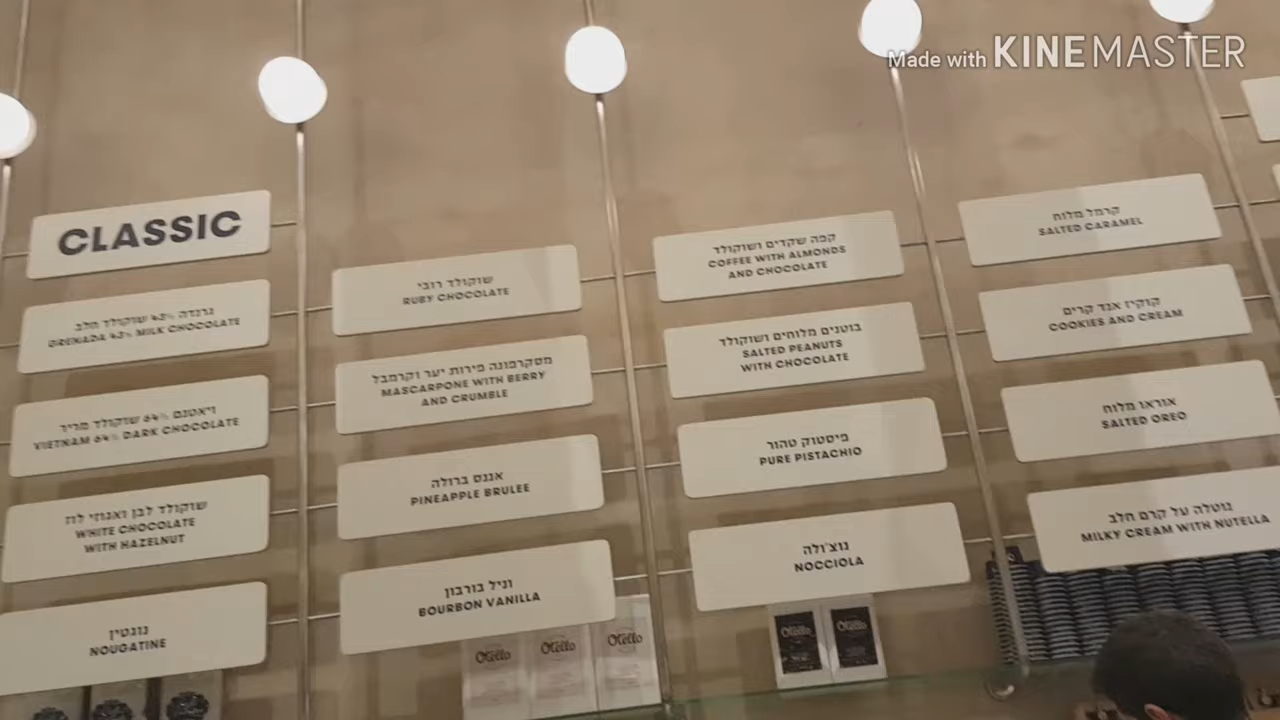 Made with KINEMASTER
CLASSIC
גרנדה 43% שוקולד חלב
GRENADA 43% MILK CHOCOLATE
ויאטנם 64% שוקולד מריר
VIETNAM 64% DARK CHOCOLATE
שוקולד לבן ואגוזי לוז
WHITE CHOCOLATE
WITH HAZELNUT
נוגטין
NOUGATINE
שוקולד רובי
RUBY CHOCOLATE
מסקרפונה פירות יער וקרמבל
MASCARPONE WITH BERRY
AND CRUMBLE
אננס ברולה
PINEAPPLE BRULEE
וניל בורבון
BOURBON VANILLA
קפה שקדים ושוקולד
COFFEE WITH ALMONDS
AND CHOCOLATE
בוטנים מלוחים ושוקולד
SALTED PEANUTS
WITH CHOCOLATE
פיסטוק טהור
PURE PISTACHIO
נוצ'ולה
NOCCIOLA
קרמל מלוח
SALTED CARAMEL
קוקיז אנד קרים
COOKIES AND CREAM
אוראו מלוח
SALTED OREO
נוטלה על קרם חלב
MILKY CREAM WITH NUTELLA
Otello
Otello
Otello
Otello
Otello